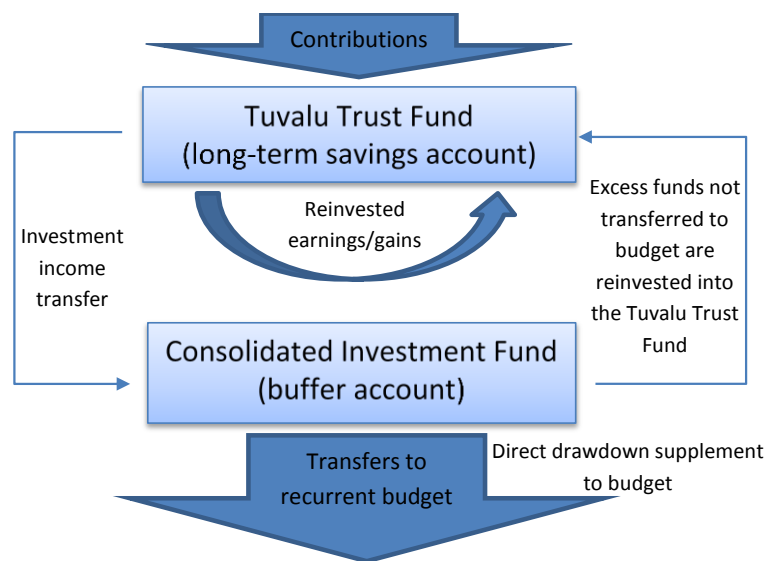 Contributions
Tuvalu Trust Fund
(long-term savings account)
Reinvested
earnings/gains
Investment
income
transfer
Excess funds not
transferred to
budget are
reinvested into
the Tuvalu Trust
Fund
Consolidated Investment Fund
(buffer account)
Transfers to
recurrent budget
Direct drawdown supplement
to budget